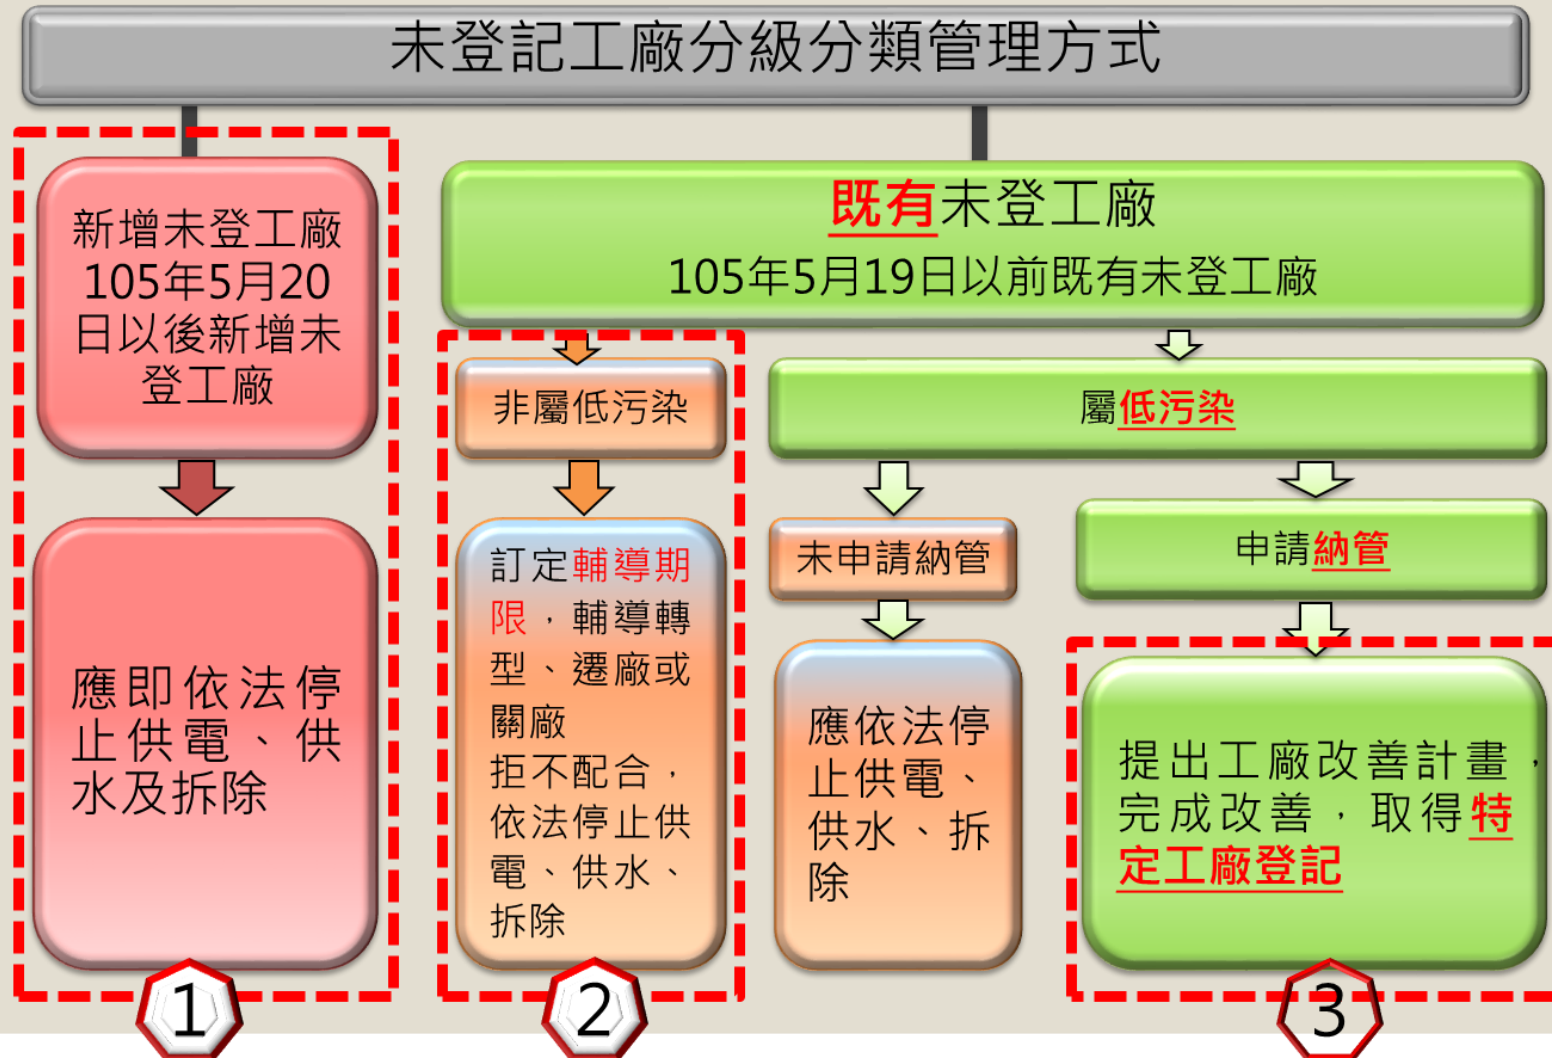 未登記工廠分級分類管理方式
新增未登工廠
105年5月20
日以後新增未
登工廠
應即依法停
止供電、供
水及拆除
1
既有未登工廠
105年5月19日以前既有未登工廠
非屬低污染
訂定輔導期
限，輔導轉
型、遷廠或
關廠
拒不配合，
依法停止供
電、供水、
拆除
2
屬低污染
未申請納管
應依法停
止供電、
供水、拆
除
申請納管
提出工廠改善計畫，
完成改善，取得特
定工廠登記
3